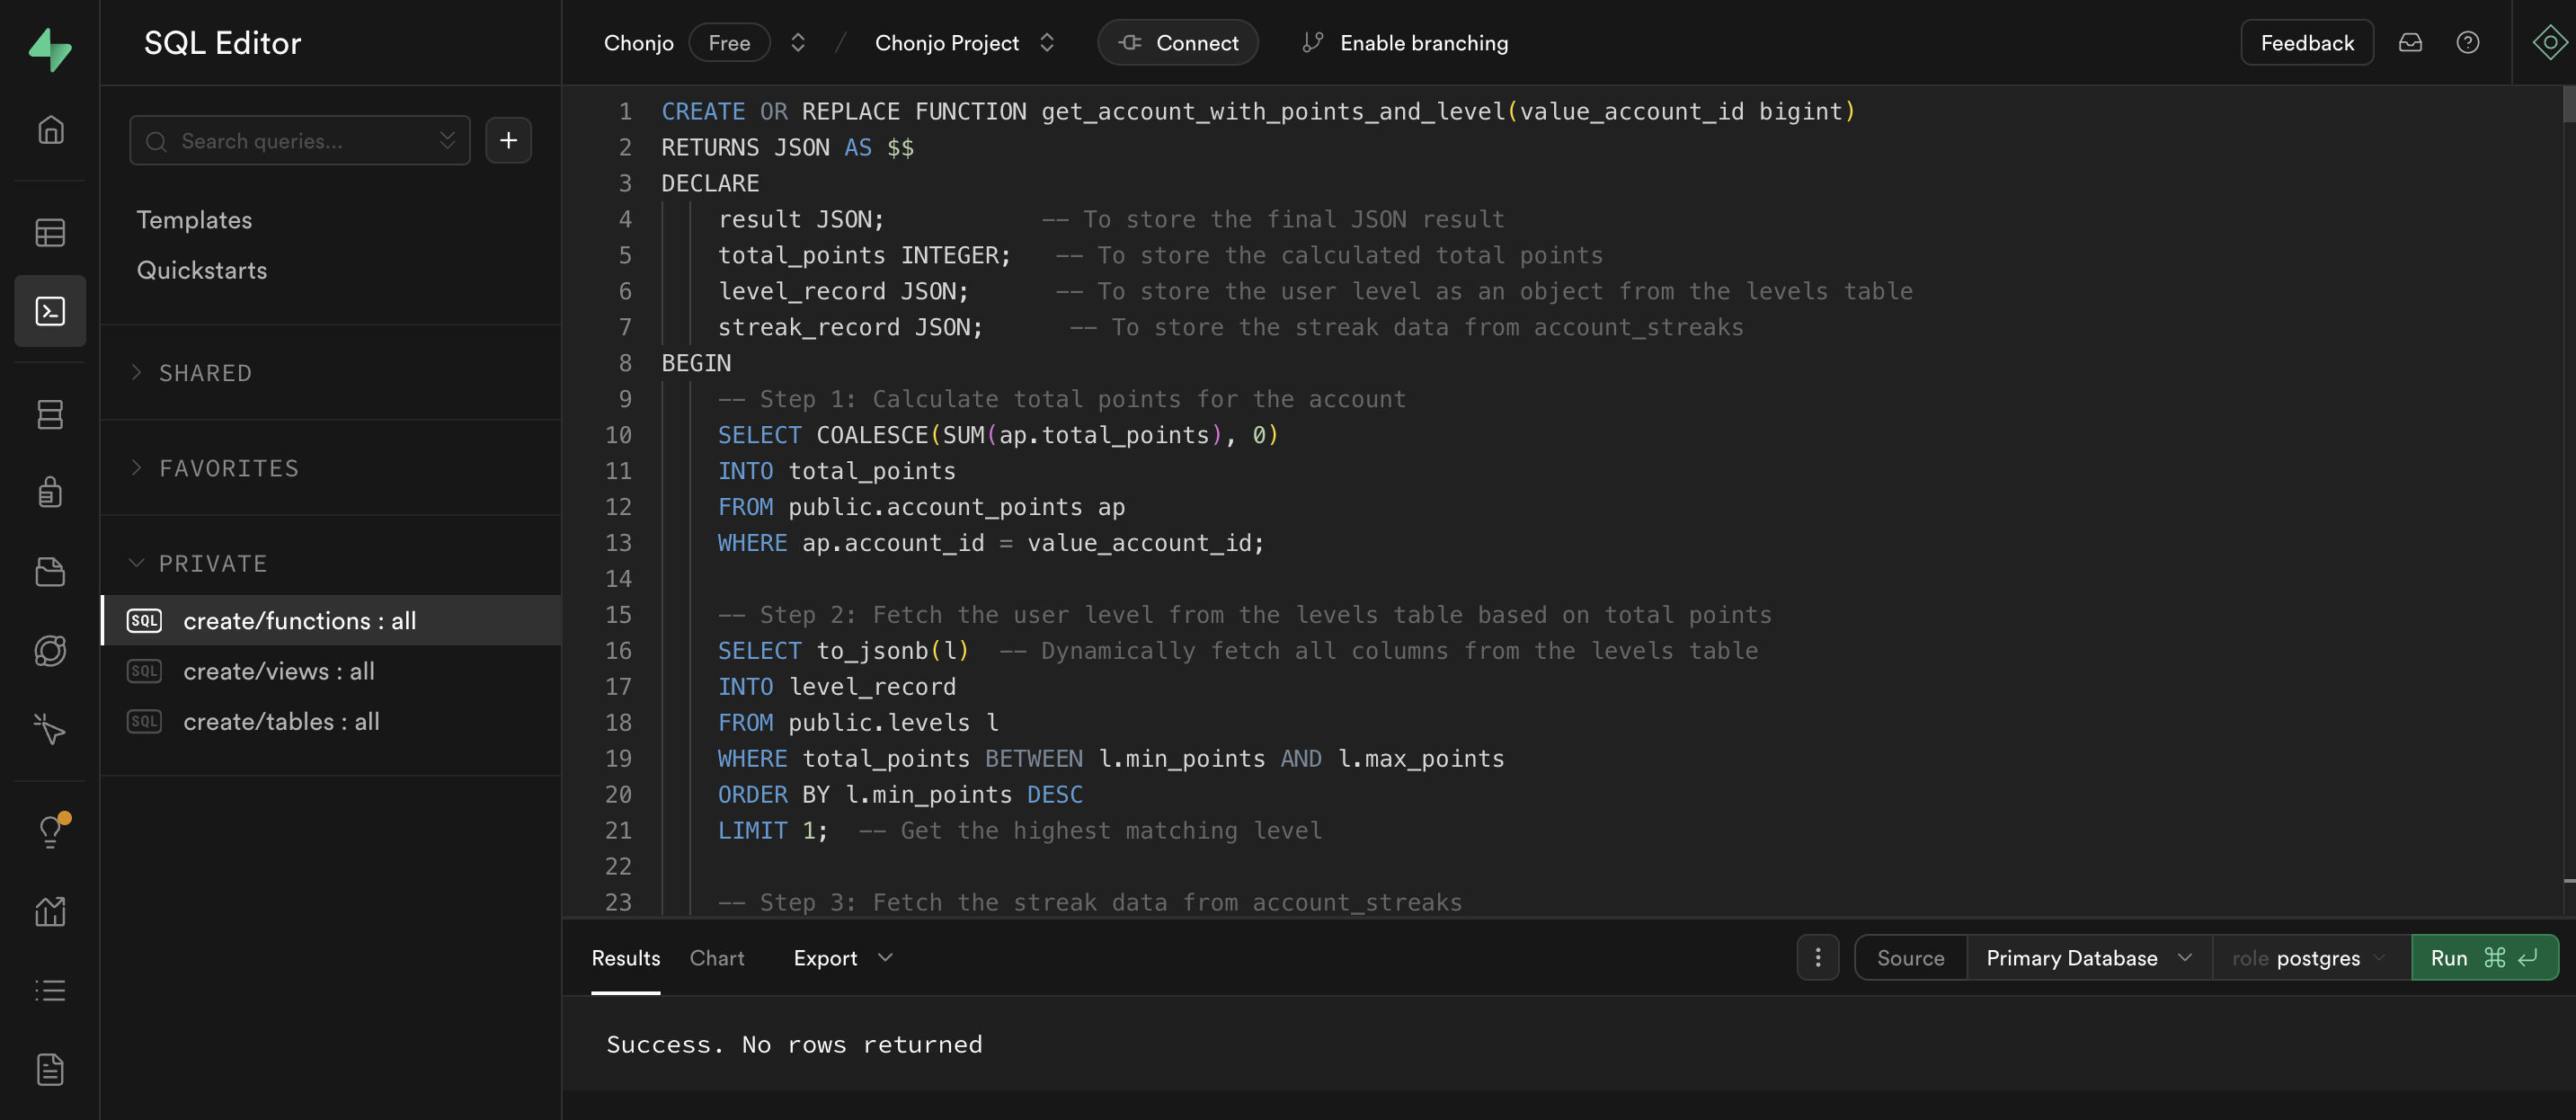 SQL Editor
Chonjo Free / Chonjo Project Connect Enable branching Feedback
Search queries...
Templates
Quickstarts
SHARED
FAVORITES
PRIVATE
SQL create/functions : all
SQL create/views : all
SQL create/tables : all
1 CREATE OR REPLACE FUNCTION get_account_with_points_and_level(value_account_id bigint)
2 RETURNS JSON AS $$
3 DECLARE
4 result JSON; -- To store the final JSON result
5 total_points INTEGER; -- To store the calculated total points
6 level_record JSON; -- To store the user level as an object from the levels table
7 streak_record JSON; -- To store the streak data from account_streaks
8 BEGIN
9 -- Step 1: Calculate total points for the account
10 SELECT COALESCE(SUM(ap.total_points), 0)
11 INTO total_points
12 FROM public.account_points ap
13 WHERE ap.account_id = value_account_id;
14
15 -- Step 2: Fetch the user level from the levels table based on total points
16 SELECT to_jsonb(l) -- Dynamically fetch all columns from the levels table
17 INTO level_record
18 FROM public.levels l
19 WHERE total_points BETWEEN l.min_points AND l.max_points
20 ORDER BY l.min_points DESC
21 LIMIT 1; -- Get the highest matching level
22
23 -- Step 3: Fetch the streak data from account_streaks
Results Chart Export Source Primary Database role postgres Run ⌘
Success. No rows returned